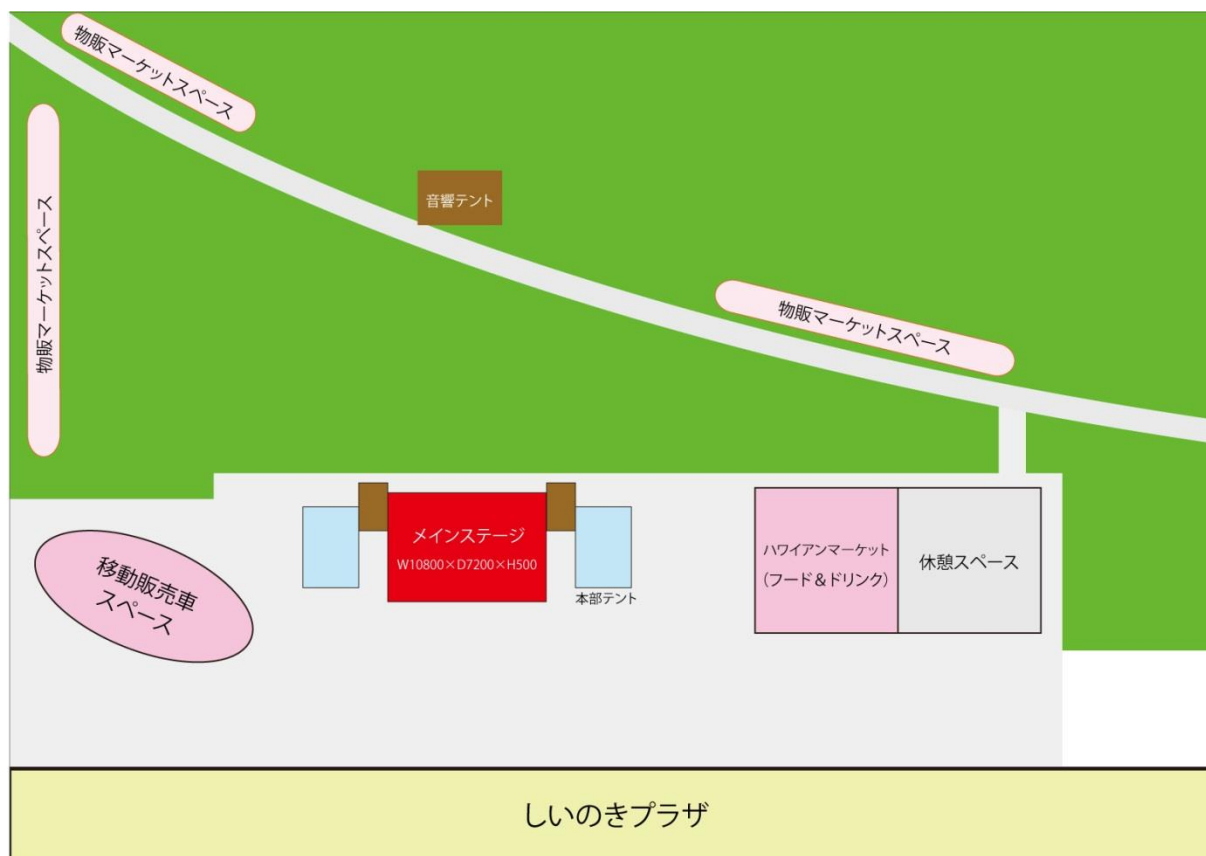 物販マーケットスペース
物販マーケットスペース
音響テント
物販マーケットスペース
メインステージ
W10800×D7200×H500
本部テント
ハワイアンマーケット
(フード＆ドリンク)
休憩スペース
移動販売車
スペース
しいのきプラザ